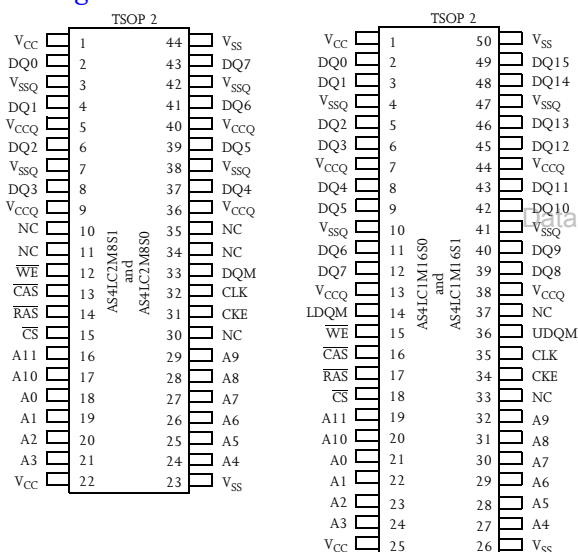 TSOP 2
VCC 1 44 VSS
DQ0 2 43 DQ7
VSSQ 3 42 VSSQ
DQ1 4 41 DQ6
VCCQ 5 40 VCCQ
DQ2 6 39 DQ5
VSSQ 7 38 VSSQ
DQ3 8 37 DQ4
VCCQ 9 36 VCCQ
NC 10 35 NC
NC 11 34 NC
WE 12 33 DQM
CAS 13 32 CLK
RAS 14 31 CKE
CS 15 30 NC
A11 16 29 A9
A10 17 28 A8
A0 18 27 A7
A1 19 26 A6
A2 20 25 A5
A3 21 24 A4
VCC 22 23 VSS
AS4LC2M8S1
and
AS4LC2M8S0
TSOP 2
VCC 1 50 VSS
DQ0 2 49 DQ15
DQ1 3 48 DQ14
VSSQ 4 47 VSSQ
DQ2 5 46 DQ13
DQ3 6 45 DQ12
VCCQ 7 44 VCCQ
DQ4 8 43 DQ11
DQ5 9 42 DQ10
VSSQ 10 41 VSSQ
DQ6 11 40 DQ9
DQ7 12 39 DQ8
VCCQ 13 38 VCCQ
LDQM 14 37 NC
WE 15 36 UDQM
CAS 16 35 CLK
RAS 17 34 CKE
CS 18 33 NC
A11 19 32 A9
A10 20 31 A8
A0 21 30 A7
A1 22 29 A6
A2 23 28 A5
A3 24 27 A4
VCC 25 26 VSS
AS4LC1M16S0
and
AS4LC1M16S1
Data